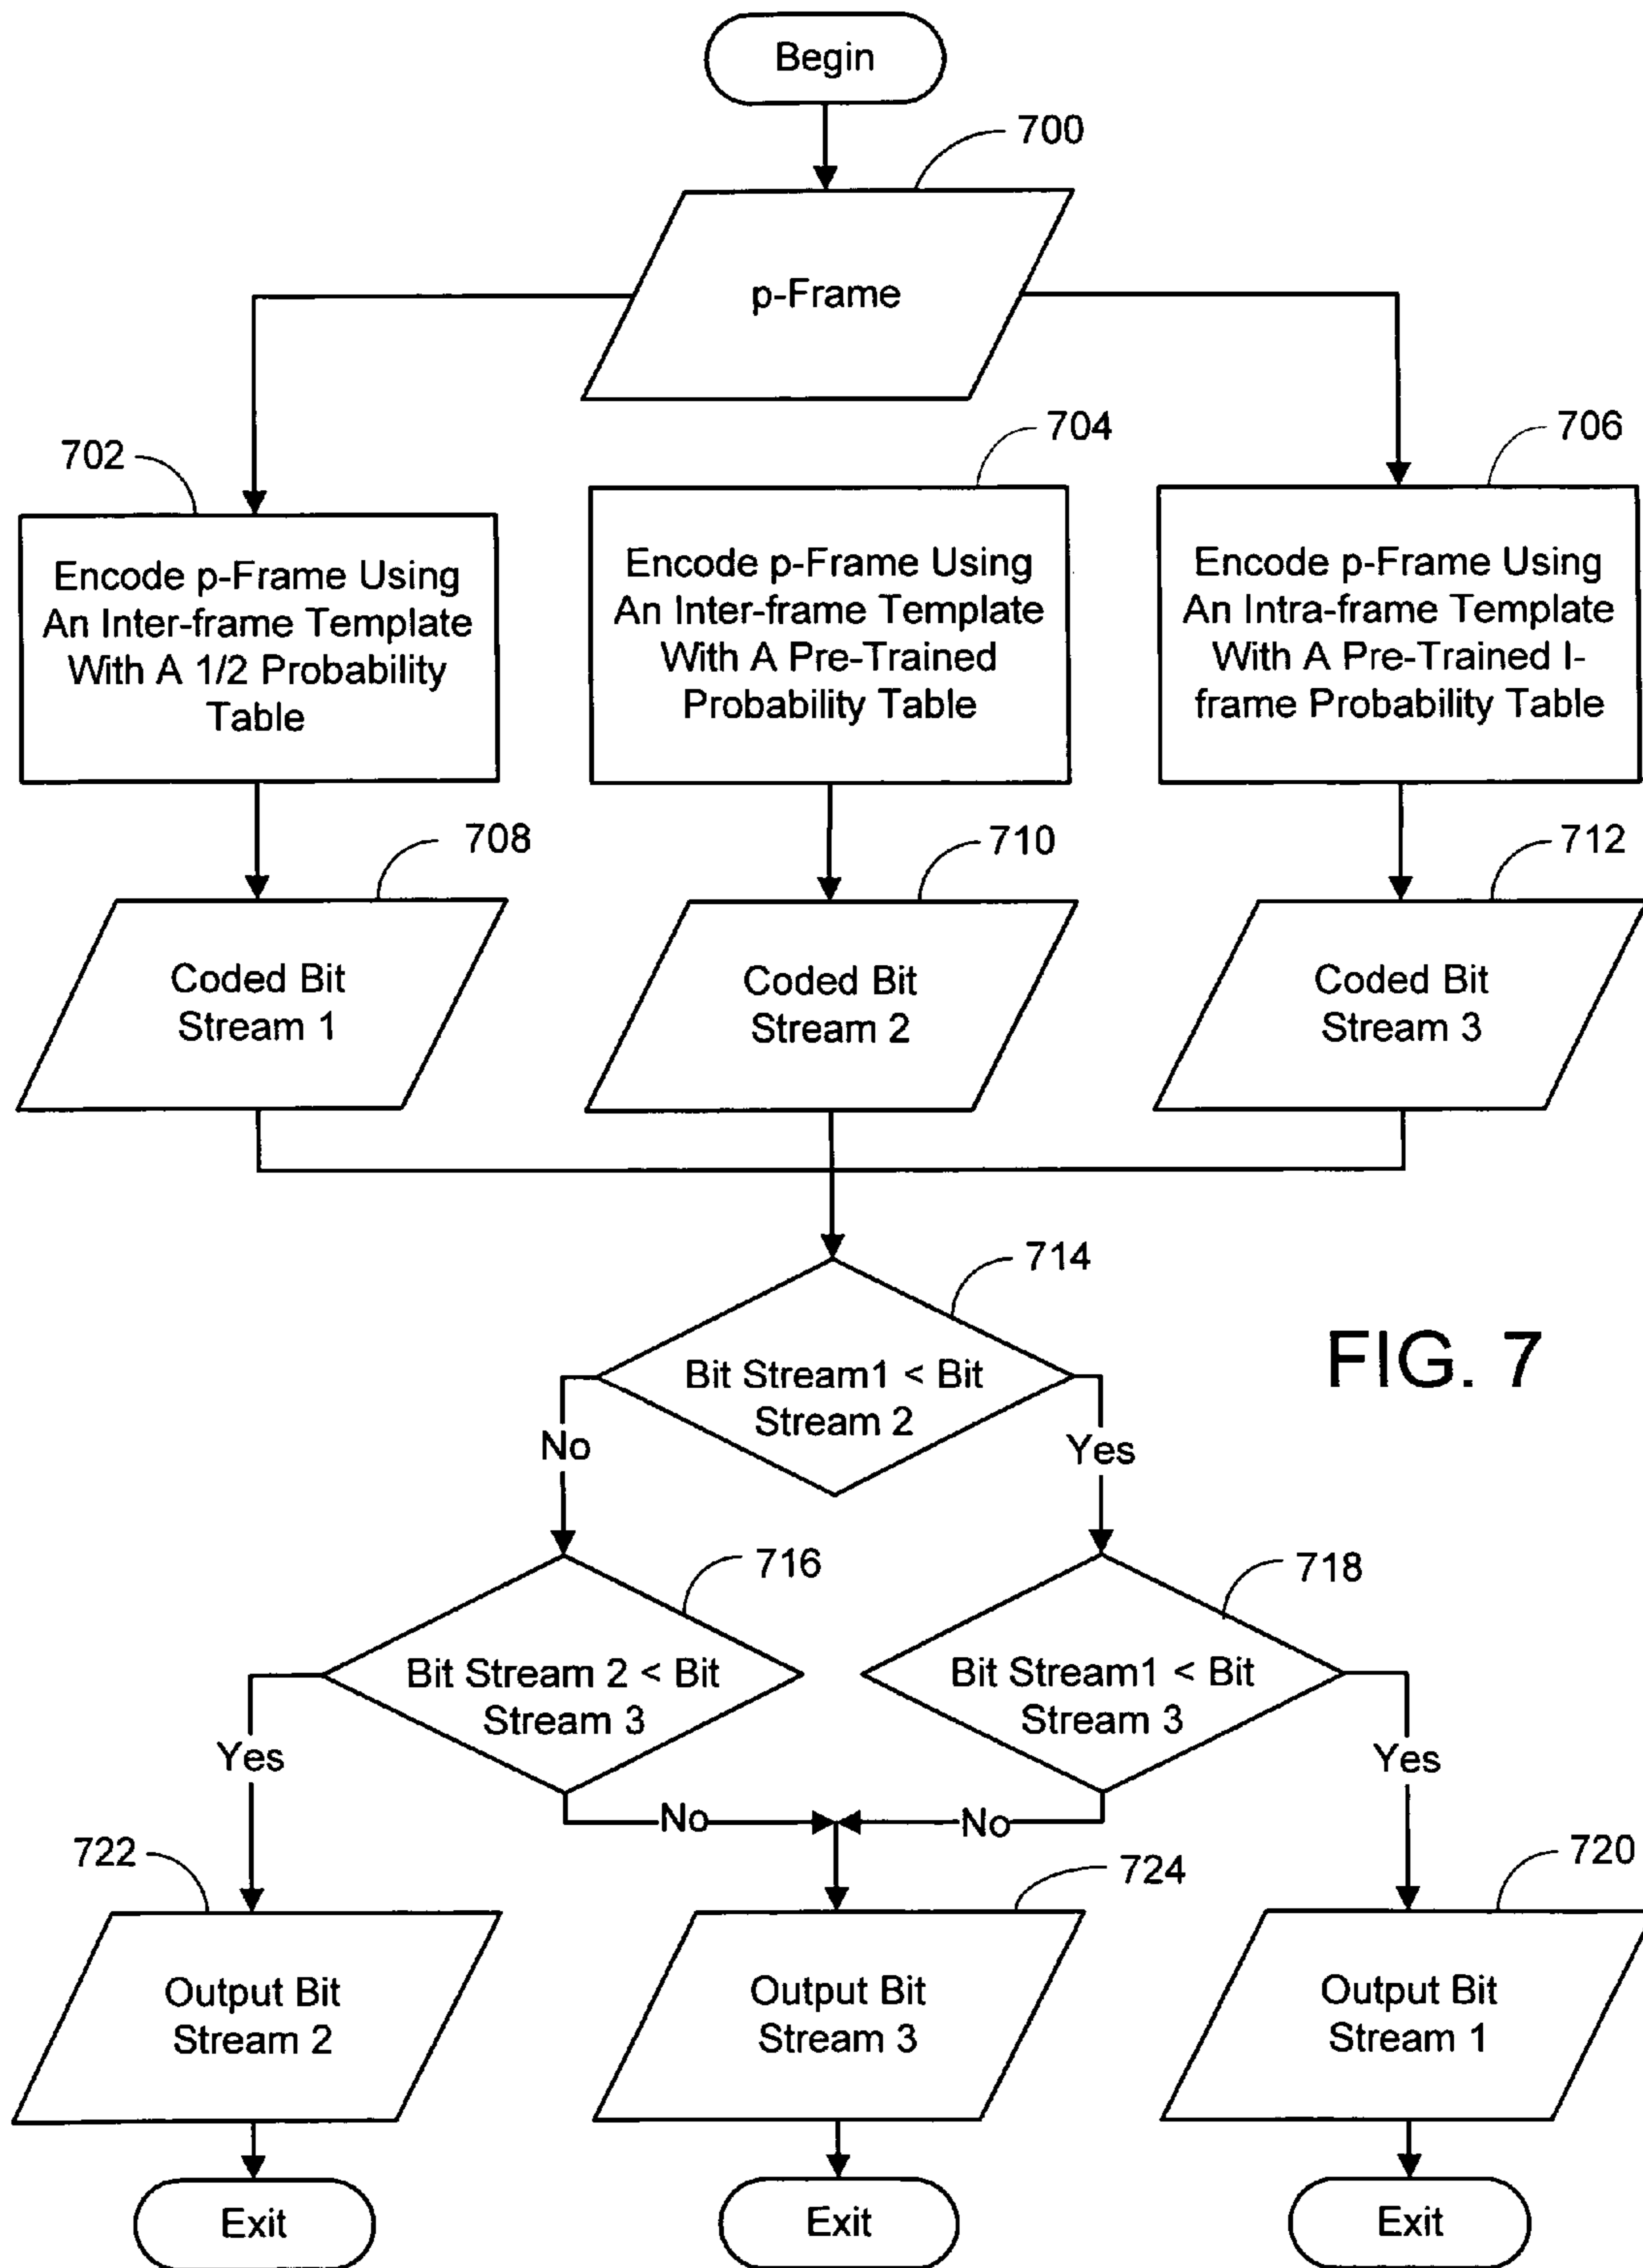 Begin
700
p-Frame
702
704
706
Encode p-Frame Using
An Inter-frame Template
With A 1/2 Probability
Table
Encode p-Frame Using
An Inter-frame Template
With A Pre-Trained
Probability Table
Encode p-Frame Using
An Intra-frame Template
With A Pre-Trained I-
frame Probability Table
708
710
712
Coded Bit
Stream 1
Coded Bit
Stream 2
Coded Bit
Stream 3
714
Bit Stream1 < Bit
Stream 2
FIG. 7
No
Yes
716
718
Bit Stream 2 < Bit
Stream 3
Bit Stream1 < Bit
Stream 3
Yes
No
No
Yes
722
724
720
Output Bit
Stream 2
Output Bit
Stream 3
Output Bit
Stream 1
Exit
Exit
Exit